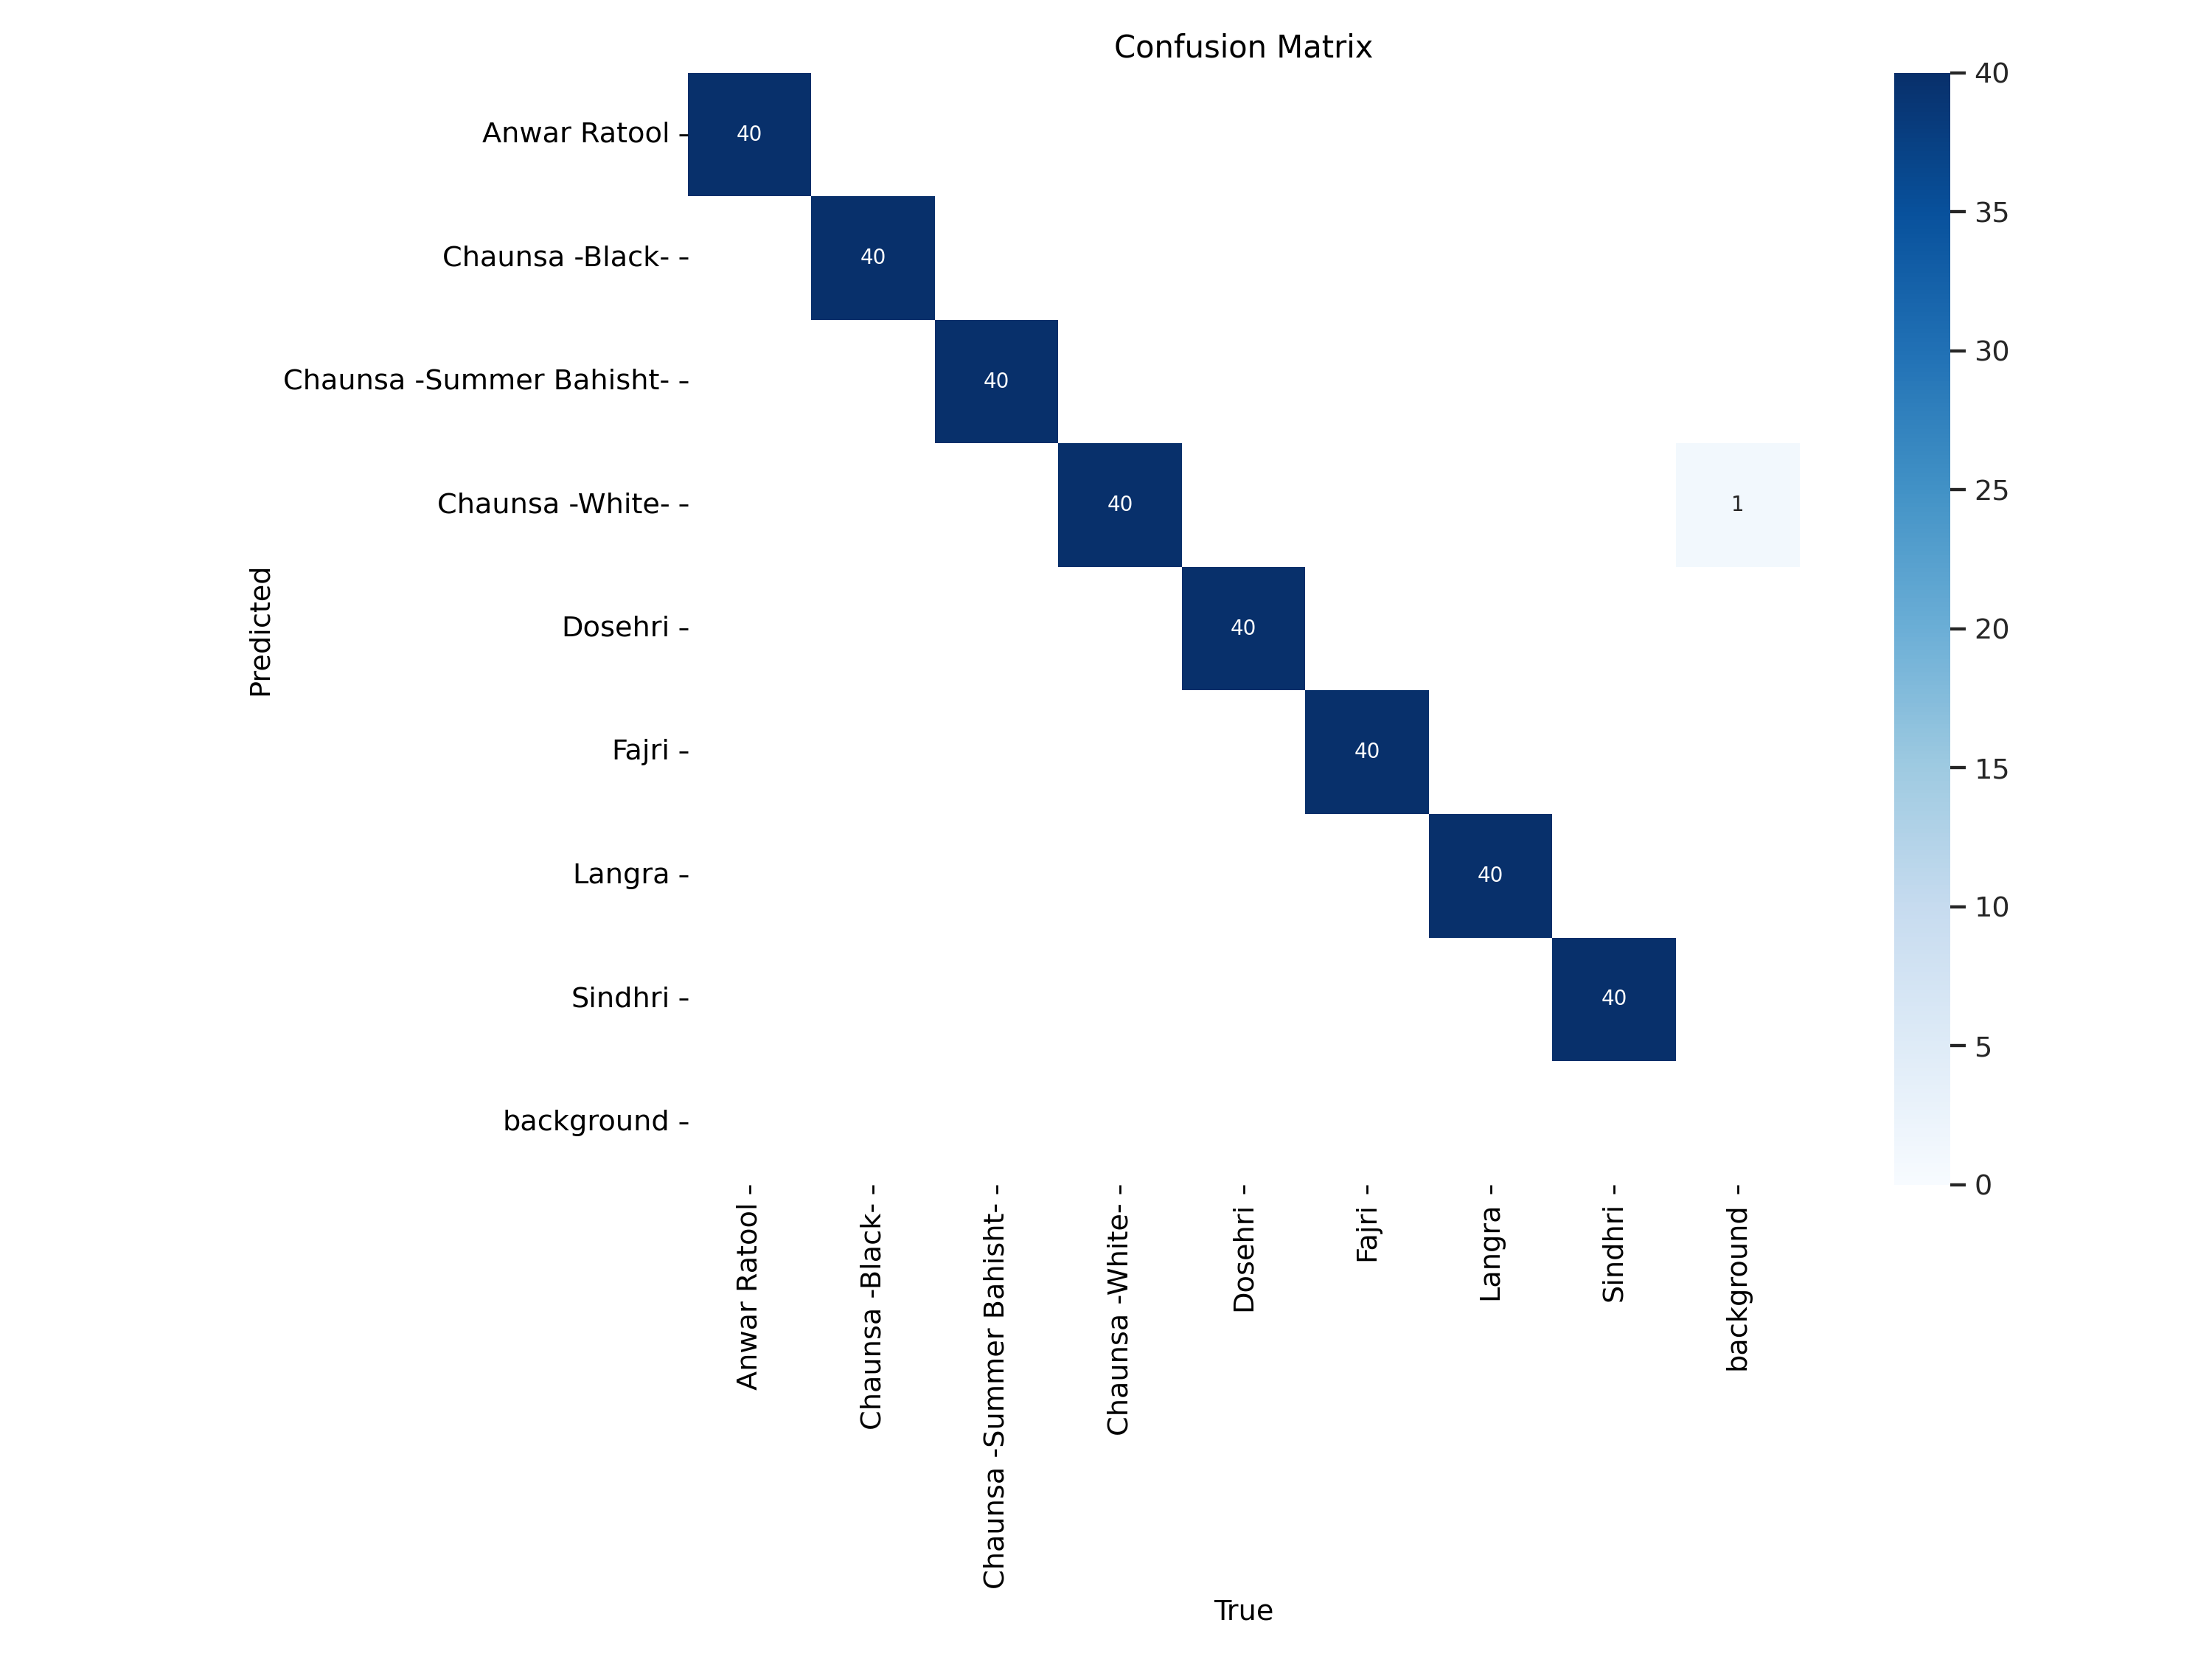 Confusion Matrix
Anwar Ratool
Chaunsa -Black-
Chaunsa -Summer Bahisht-
Chaunsa -White-
Dosehri
Fajri
Langra
Sindhri
background
Predicted
40
40
40
40
1
40
40
40
40
40
35
30
25
20
15
10
5
0
Anwar Ratool
Chaunsa -Black-
Chaunsa -Summer Bahisht-
Chaunsa -White-
Dosehri
Fajri
Langra
Sindhri
background
True